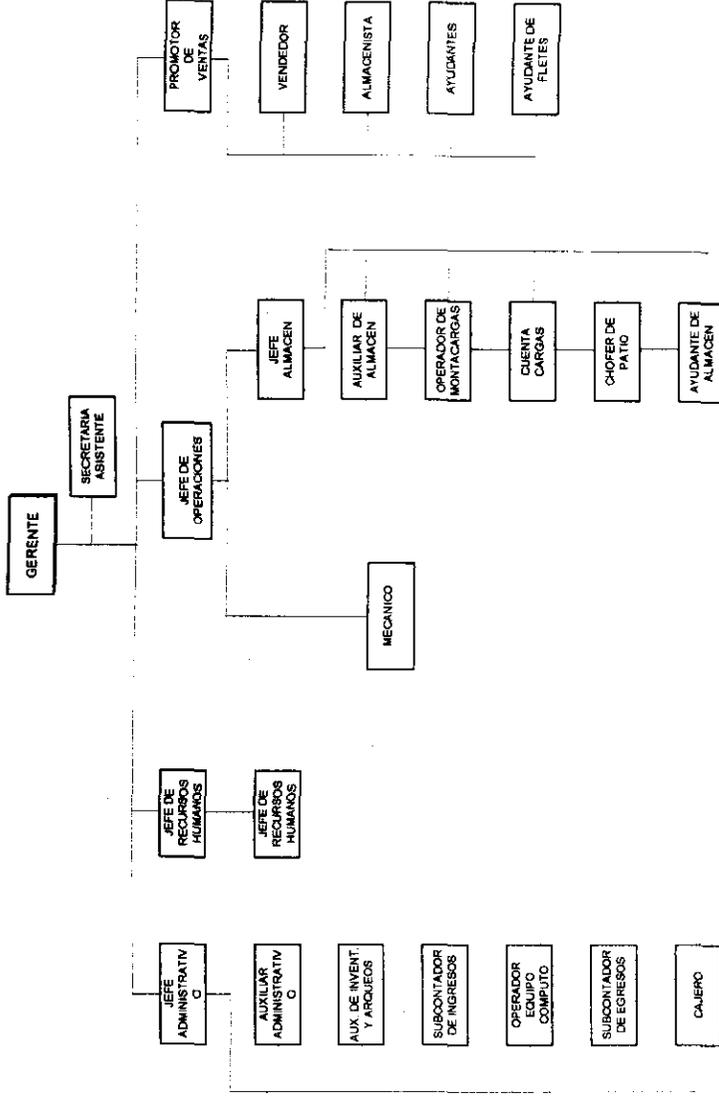 GERENTE
SECRETARIA
ASISTENTE
JEFE
ADMINISTRATIV
O
JEFE DE
RECURSOS
HUMANOS
JEFE DE
OPERACIONES
PROMOTOR
DE
VENTAS
AUXILIAR
ADMINISTRATIV
O
AUX. DE INVENT.
Y ARQUEOS
SUBCONTADOR
DE INGRESOS
OPERADOR
EQUIPO
COMPUTO
SUBCONTADOR
DE EGRESOS
CAJERO
JEFE DE
RECURSOS
HUMANOS
MECANICO
JEFE
ALMACEN
AUXILIAR DE
ALMACEN
OPERADOR DE
MONTACARGAS
CUENTA
CARGAS
CHOFER DE
PATIO
AYUDANTE DE
ALMACEN
VENDEDOR
ALMACENISTA
AYUDANTES
AYUDANTE DE
FLETES